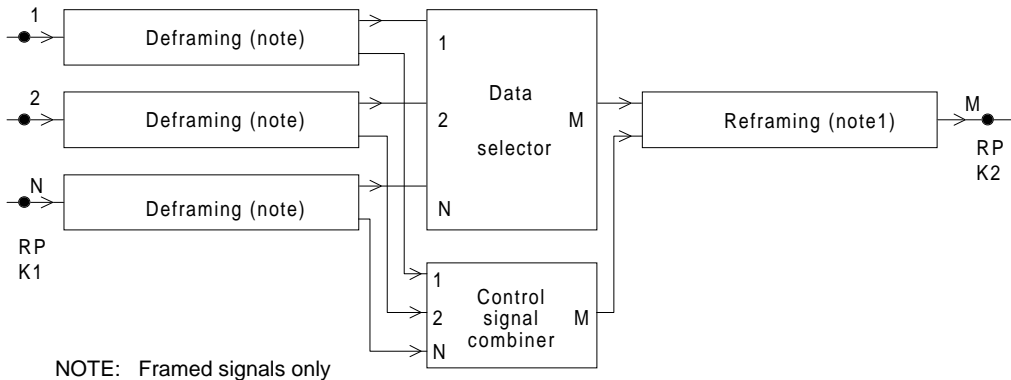 1
Deframing (note)
2
Deframing (note)
N
Deframing (note)
RP
K1
1
Data
2
M
selector
N
1
Control
2
signal
M
combiner
N
Reframing (note1)
M
RP
K2
NOTE: Framed signals only